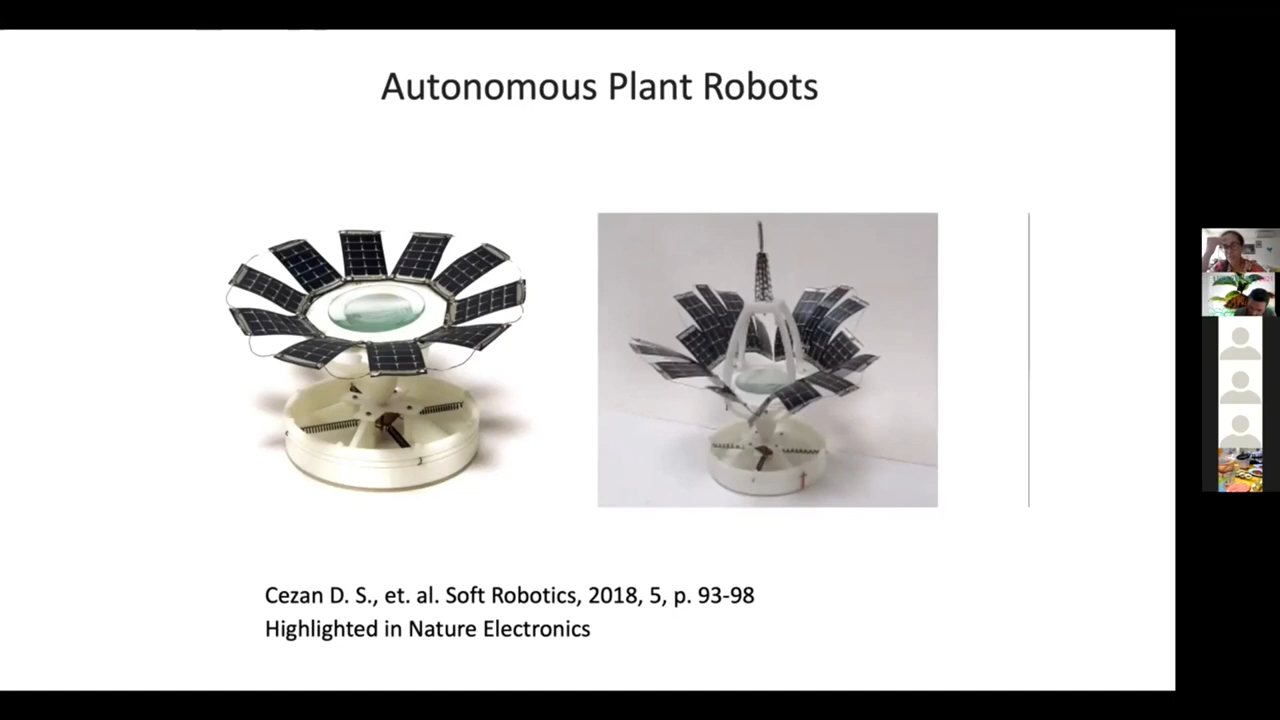 Autonomous Plant Robots
Cezan D. S., et. al. Soft Robotics, 2018, 5, p. 93-98
Highlighted in Nature Electronics